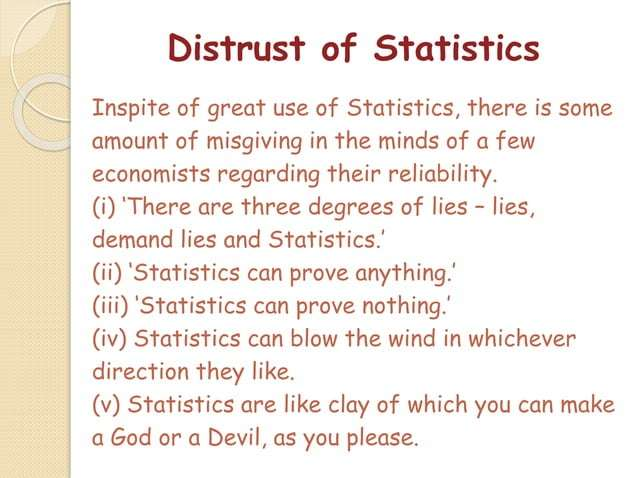 Distrust of Statistics
Inspite of great use of Statistics, there is some
amount of misgiving in the minds of a few
economists regarding their reliability.
(i) ‘There are three degrees of lies – lies,
demand lies and Statistics.’
(ii) ‘Statistics can prove anything.’
(iii) ‘Statistics can prove nothing.’
(iv) Statistics can blow the wind in whichever
direction they like.
(v) Statistics are like clay of which you can make
a God or a Devil, as you please.